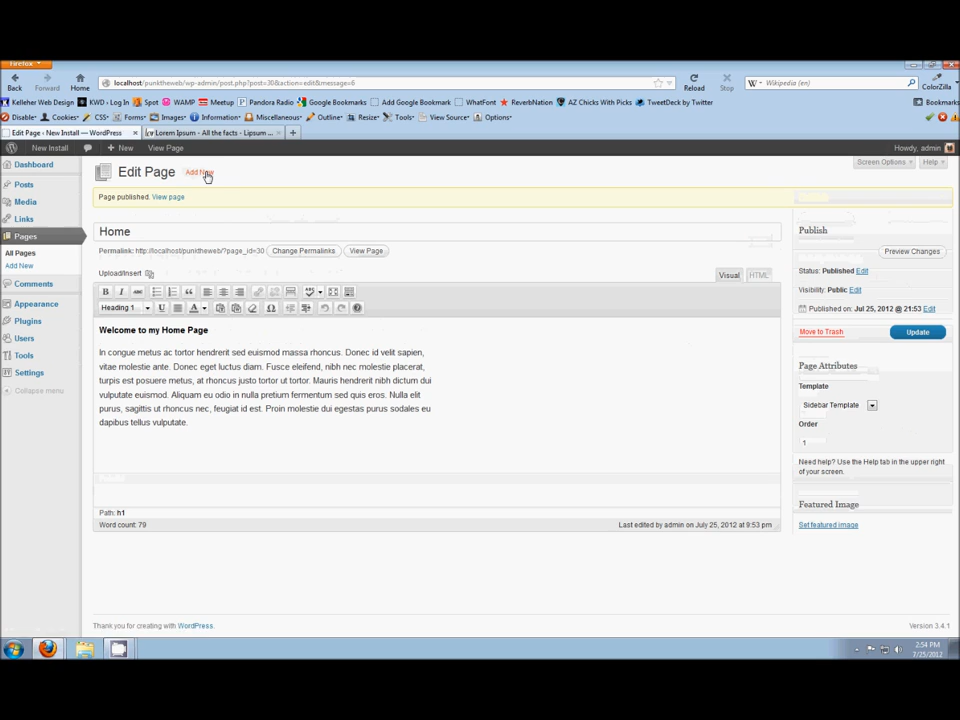 Firefox
localhost/punktheweb/wp-admin/post.php?post=30&action=edit&message=6
Wikipedia (en)
Back
Forward
Home
Reload
Stop
ColorZilla
Kelleher Web Design
KWD › Log In
Spot
WAMP
Meetup
Pandora Radio
Google Bookmarks
Add Google Bookmark
WhatFont
ReverbNation
AZ Chicks With Picks
TweetDeck by Twitter
Bookmarks
Disable
Cookies
CSS
Forms
Images
Information
Miscellaneous
Outline
Resize
Tools
View Source
Options
Edit Page ‹ New Install — WordPress
Lorem Ipsum - All the facts - Lipsum ...
New Install
New
View Page
Howdy, admin
Dashboard
Edit Page
Add New
Screen Options
Help
Posts
Media
Links
Pages
All Pages
Add New
Comments
Appearance
Plugins
Users
Tools
Settings
Collapse menu
Page published. View page
Home
Permalink: http://localhost/punktheweb/?page_id=30
Change Permalinks
View Page
Upload/Insert
Visual
HTML
Heading 1
Welcome to my Home Page
In congue metus ac tortor hendrerit sed euismod massa rhoncus. Donec id velit sapien,
vitae molestie ante. Donec eget luctus diam. Fusce eleifend, nibh nec molestie placerat,
turpis est posuere metus, at rhoncus justo tortor ut tortor. Mauris hendrerit nibh dictum dui
vulputate euismod. Aliquam eu odio in nulla pretium fermentum sed quis eros. Nulla elit
purus, sagittis ut rhoncus nec, feugiat id est. Proin molestie dui egestas purus sodales eu
dapibus tellus vulputate.
Path: h1
Word count: 79
Last edited by admin on July 25, 2012 at 9:53 pm
Publish
Preview Changes
Status: Published Edit
Visibility: Public Edit
Published on: Jul 25, 2012 @ 21:53 Edit
Move to Trash
Update
Page Attributes
Template
Sidebar Template
Order
1
Need help? Use the Help tab in the upper right
of your screen.
Featured Image
Set featured image
Thank you for creating with WordPress.
Version 3.4.1
2:54 PM
7/25/2012